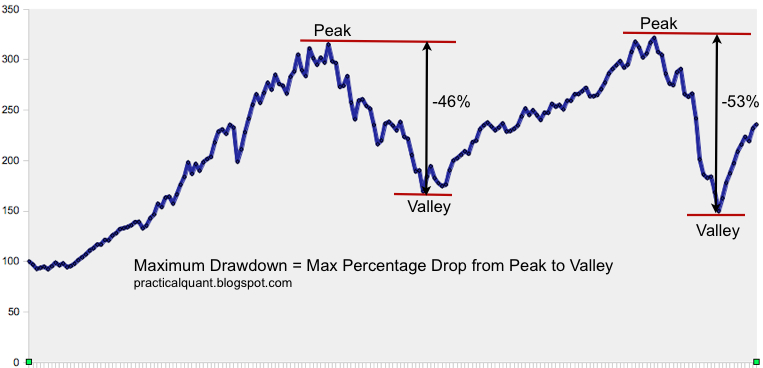 350
300
250
200
150
100
50
0
Peak
-46%
Valley
Peak
-53%
Valley
Maximum Drawdown = Max Percentage Drop from Peak to Valley
practicalquant.blogspot.com